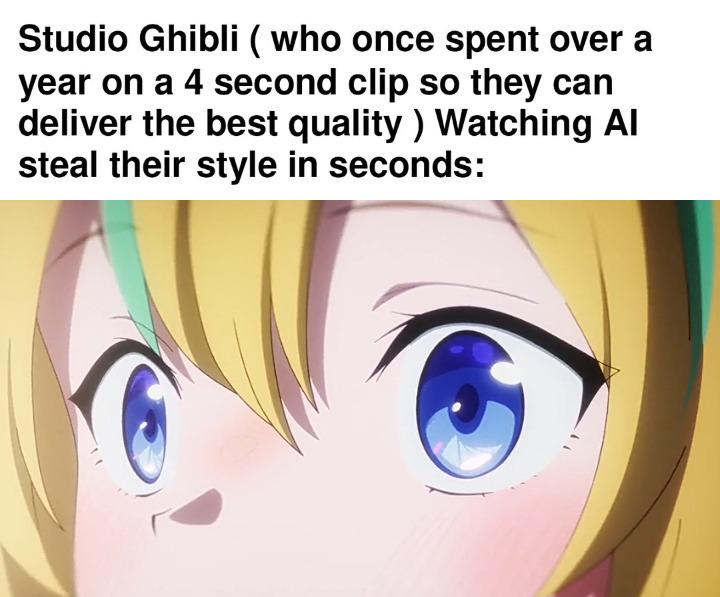 Studio Ghibli ( who once spent over a
year on a 4 second clip so they can
deliver the best quality ) Watching AI
steal their style in seconds: